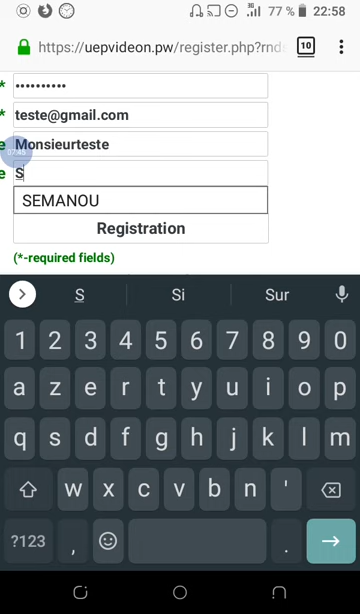 77 % 22:58
https://uepvideon.pw/register.php?rnd
10
* ••••••••••
* teste@gmail.com
e Monsieurteste
e S
SEMANOU
Registration
(*-required fields)
S Si Sur
1 2 3 4 5 6 7 8 9 0
a z e r t y u i o p
q s d f g h j k l m
w x c v b n '
?123 , .